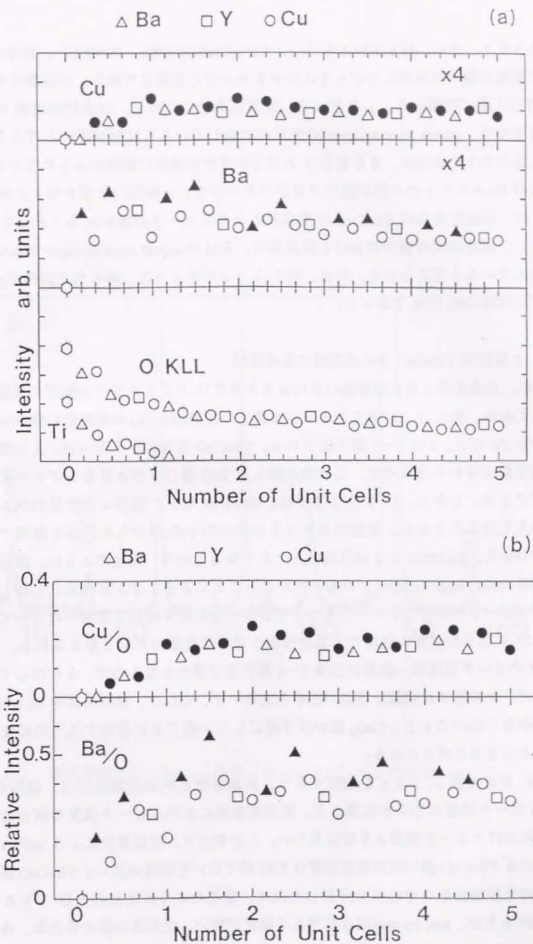 △ Ba □ Y ○ Cu (a)
Cu x4
Ba x4
O KLL
Ti
Intensity arb. units
0 1 2 3 4 5
Number of Unit Cells
△ Ba □ Y ○ Cu (b)
0.4
Cu/O
0
Ba/O
0.5
0
Relative Intensity
0 1 2 3 4 5
Number of Unit Cells